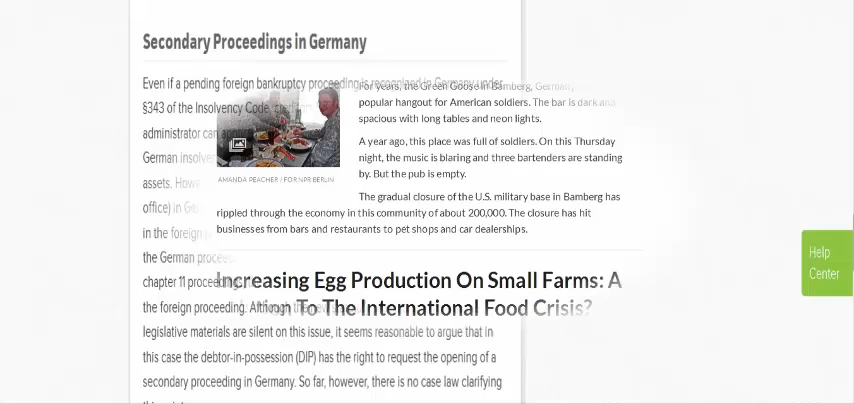 Secondary Proceedings in Germany
Even if a pending foreign bankruptcy proceeding is recognized in Germany under
§343 of the Insolvency Code,
administrator can
German insolve
assets. Howe
office) in Ge
in the foreign
the German procee
chapter 11 proceedings
the foreign proceeding. Although the
legislative materials are silent on this issue, it seems reasonable to argue that in
this case the debtor-in-possession (DIP) has the right to request the opening of a
secondary proceeding in Germany. So far, however, there is no case law clarifying
For years, the Green Goose in Bamberg, Germany
popular hangout for American soldiers. The bar is dark and
spacious with long tables and neon lights.
A year ago, this place was full of soldiers. On this Thursday
night, the music is blaring and three bartenders are standing
by. But the pub is empty.
AMANDA PEACHER / FOR NPR BERLIN
The gradual closure of the U.S. military base in Bamberg has
rippled through the economy in this community of about 200,000. The closure has hit
businesses from bars and restaurants to pet shops and car dealerships.
Increasing Egg Production On Small Farms: A
To The International Food Crisis?
Help
Center